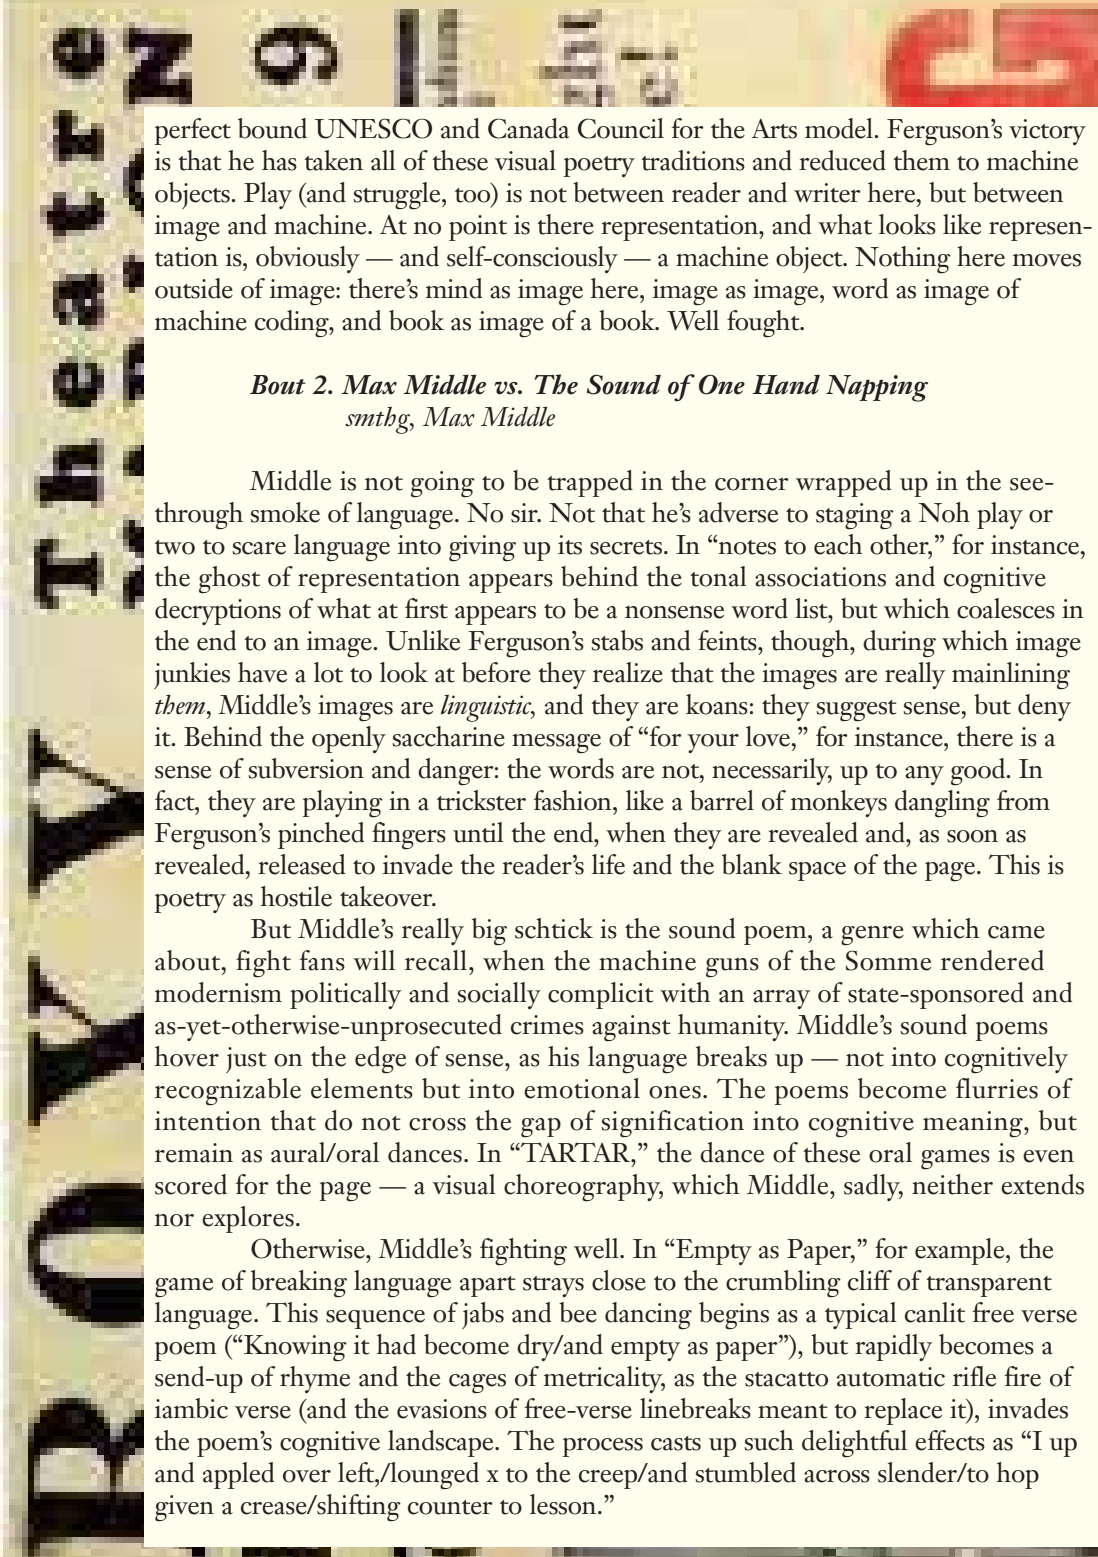 Theatre
N
9
G
ROXY
perfect bound UNESCO and Canada Council for the Arts model. Ferguson’s victory
is that he has taken all of these visual poetry traditions and reduced them to machine
objects. Play (and struggle, too) is not between reader and writer here, but between
image and machine. At no point is there representation, and what looks like represen-
tation is, obviously — and self-consciously — a machine object. Nothing here moves
outside of image: there’s mind as image here, image as image, word as image of
machine coding, and book as image of a book. Well fought.
Bout 2. Max Middle vs. The Sound of One Hand Napping
smthg, Max Middle
Middle is not going to be trapped in the corner wrapped up in the see-
through smoke of language. No sir. Not that he’s adverse to staging a Noh play or
two to scare language into giving up its secrets. In “notes to each other,” for instance,
the ghost of representation appears behind the tonal associations and cognitive
decryptions of what at first appears to be a nonsense word list, but which coalesces in
the end to an image. Unlike Ferguson’s stabs and feints, though, during which image
junkies have a lot to look at before they realize that the images are really mainlining
them, Middle’s images are linguistic, and they are koans: they suggest sense, but deny
it. Behind the openly saccharine message of “for your love,” for instance, there is a
sense of subversion and danger: the words are not, necessarily, up to any good. In
fact, they are playing in a trickster fashion, like a barrel of monkeys dangling from
Ferguson’s pinched fingers until the end, when they are revealed and, as soon as
revealed, released to invade the reader’s life and the blank space of the page. This is
poetry as hostile takeover.
But Middle’s really big schtick is the sound poem, a genre which came
about, fight fans will recall, when the machine guns of the Somme rendered
modernism politically and socially complicit with an array of state-sponsored and
as-yet-otherwise-unprosecuted crimes against humanity. Middle’s sound poems
hover just on the edge of sense, as his language breaks up — not into cognitively
recognizable elements but into emotional ones. The poems become flurries of
intention that do not cross the gap of signification into cognitive meaning, but
remain as aural/oral dances. In “TARTAR,” the dance of these oral games is even
scored for the page — a visual choreography, which Middle, sadly, neither extends
nor explores.
Otherwise, Middle’s fighting well. In “Empty as Paper,” for example, the
game of breaking language apart strays close to the crumbling cliff of transparent
language. This sequence of jabs and bee dancing begins as a typical canlit free verse
poem (“Knowing it had become dry/and empty as paper”), but rapidly becomes a
send-up of rhyme and the cages of metricality, as the stacatto automatic rifle fire of
iambic verse (and the evasions of free-verse linebreaks meant to replace it), invades
the poem’s cognitive landscape. The process casts up such delightful effects as “I up
and appled over left,/lounged x to the creep/and stumbled across slender/to hop
given a crease/shifting counter to lesson.”